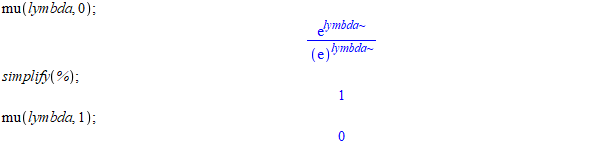 mu(lymbda, 0);
e^lymbda~
(e)^lymbda~
simplify(%);
1
mu(lymbda, 1);
0